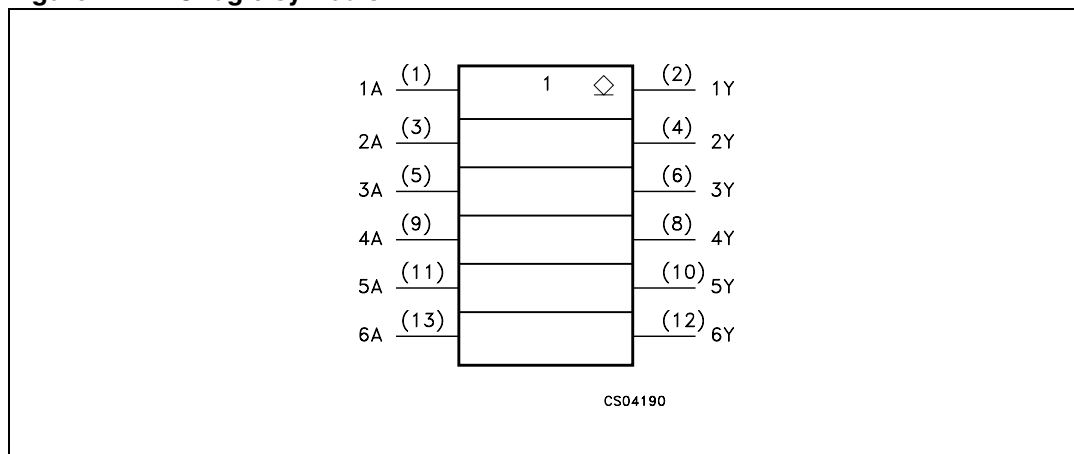 1A (1) 1 (2) 1Y
2A (3) (4) 2Y
3A (5) (6) 3Y
4A (9) (8) 4Y
5A (11) (10) 5Y
6A (13) (12) 6Y
CS04190